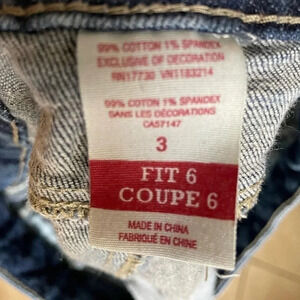 99% COTTON 1% SPANDEX
EXCLUSIVE OF DECORATION
RN17730 VN1183214
99% COTON 1% SPANDEX
SANS LES DÉCORATIONS
CA57147
3
FIT 6
COUPE 6
MADE IN CHINA
FABRIQUÉ EN CHINE